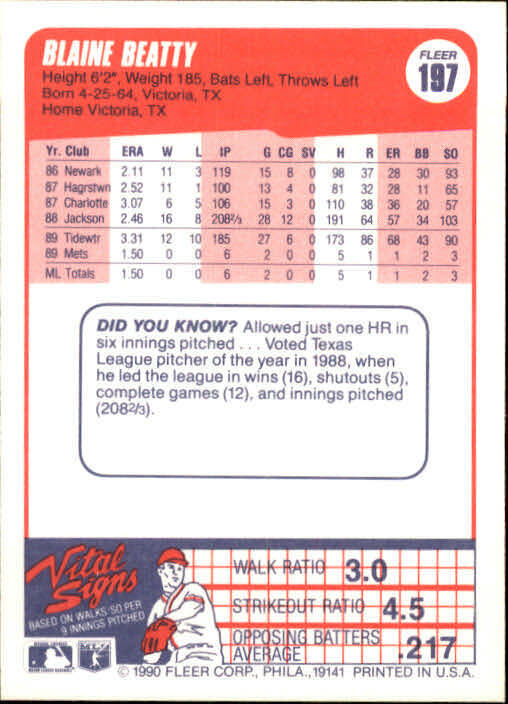 BLAINE BEATTY
FLEER
197
Height 6'2", Weight 185, Bats Left, Throws Left
Born 4-25-64, Victoria, TX
Home Victoria, TX
Yr. Club ERA W L IP G CG SV H R ER BB SO
86 Newark 2.11 11 3 119 15 8 0 98 37 28 30 93
87 Hagrstwn 2.52 11 1 100 13 4 0 81 32 28 11 65
87 Charlotte 3.07 6 5 106 15 3 0 110 38 36 20 57
88 Jackson 2.46 16 8 208⅔ 28 12 0 191 64 57 34 103
89 Tidewtr 3.31 12 10 185 27 6 0 173 86 68 43 90
89 Mets 1.50 0 0 6 2 0 0 5 1 1 2 3
ML Totals 1.50 0 0 6 2 0 0 5 1 1 2 3
DID YOU KNOW? Allowed just one HR in
six innings pitched . . . Voted Texas
League pitcher of the year in 1988, when
he led the league in wins (16), shutouts (5),
complete games (12), and innings pitched
(208⅔).
Vital
Signs
BASED ON WALKS/SO PER
9 INNINGS PITCHED
WALK RATIO 3.0
STRIKEOUT RATIO 4.5
OPPOSING BATTERS
AVERAGE .217
© 1990 FLEER CORP., PHILA., 19141 PRINTED IN U.S.A.